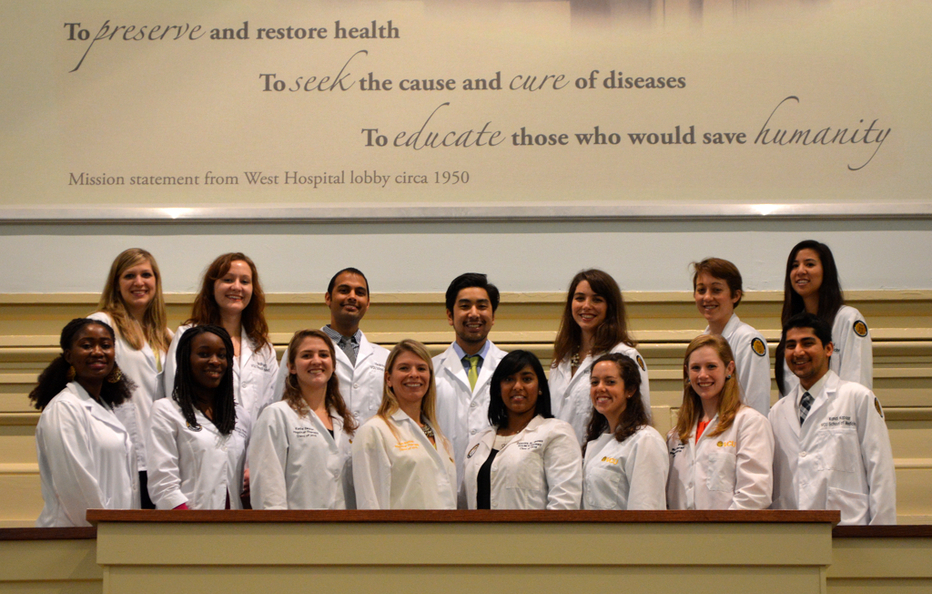 To preserve and restore health
To seek the cause and cure of diseases
To educate those who would save humanity
Mission statement from West Hospital lobby circa 1950